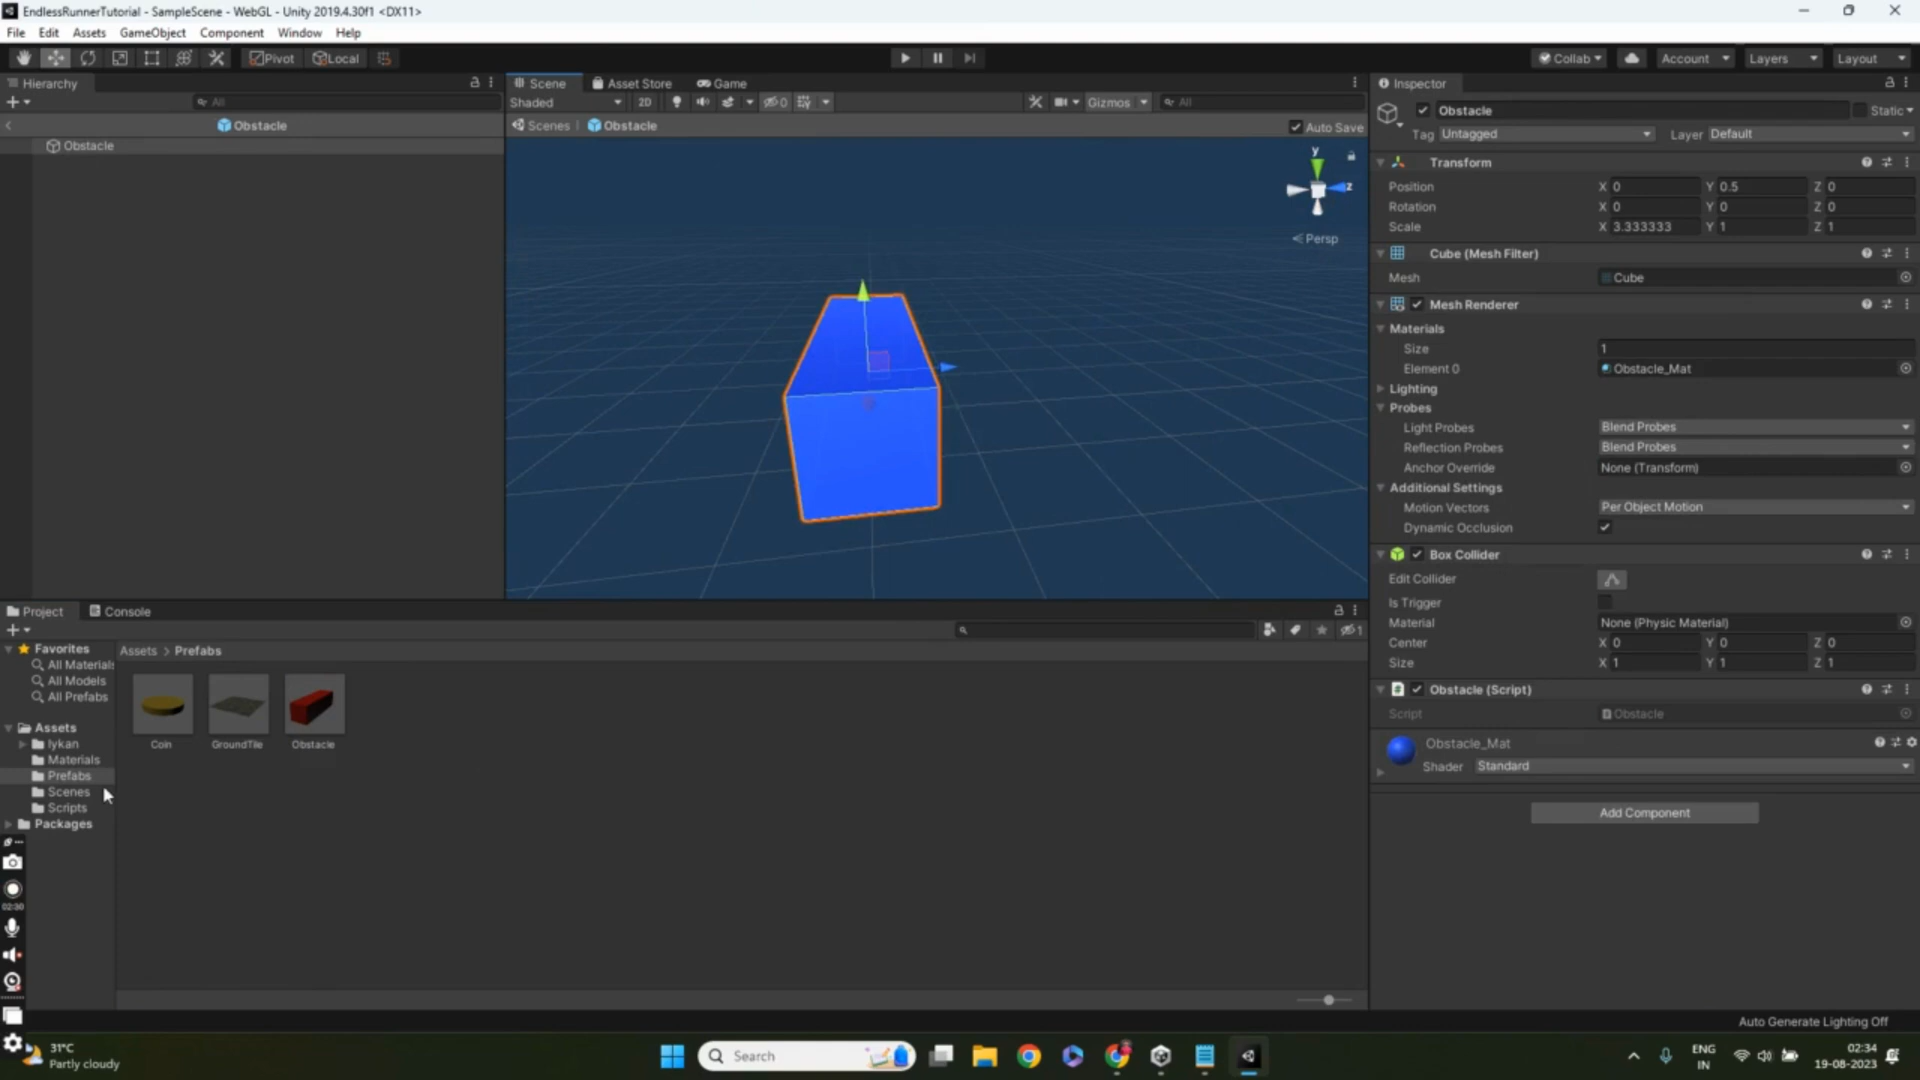 EndlessRunnerTutorial - SampleScene - WebGL - Unity 2019.4.30f1 <DX11>
File Edit Assets GameObject Component Window Help
Pivot Local Collab Account Layers Layout
Hierarchy
All
Obstacle
Obstacle
Scene Asset Store Game
Shaded 2D 0 Gizmos All
Scenes Obstacle Auto Save
y
z
Persp
Inspector
Obstacle Static
Tag Untagged Layer Default
Transform
Position X 0 Y 0.5 Z 0
Rotation X 0 Y 0 Z 0
Scale X 3.333333 Y 1 Z 1
Cube (Mesh Filter)
Mesh Cube
Mesh Renderer
Materials
Size 1
Element 0 Obstacle_Mat
Lighting
Probes
Light Probes Blend Probes
Reflection Probes Blend Probes
Anchor Override None (Transform)
Additional Settings
Motion Vectors Per Object Motion
Dynamic Occlusion
Box Collider
Edit Collider
Is Trigger
Material None (Physic Material)
Center X 0 Y 0 Z 0
Size X 1 Y 1 Z 1
Obstacle (Script)
Script Obstacle
Obstacle_Mat
Shader Standard
Add Component
Project Console
1
Favorites
All Materials
All Models
All Prefabs
Assets
lykan
Materials
Prefabs
Scenes
Scripts
Packages
Assets > Prefabs
Coin GroundTile Obstacle
02:30
Auto Generate Lighting Off
31°C
Partly cloudy
Search
ENG
IN
02:34
19-08-2023